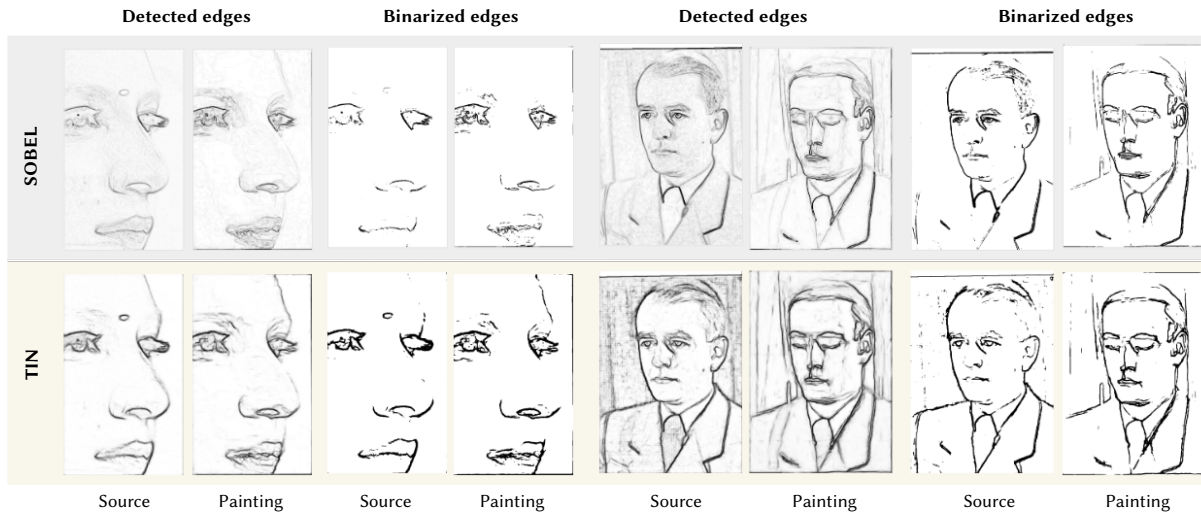 Detected edges Binarized edges Detected edges Binarized edges
SOBEL
TIN
Source Painting Source Painting Source Painting Source Painting